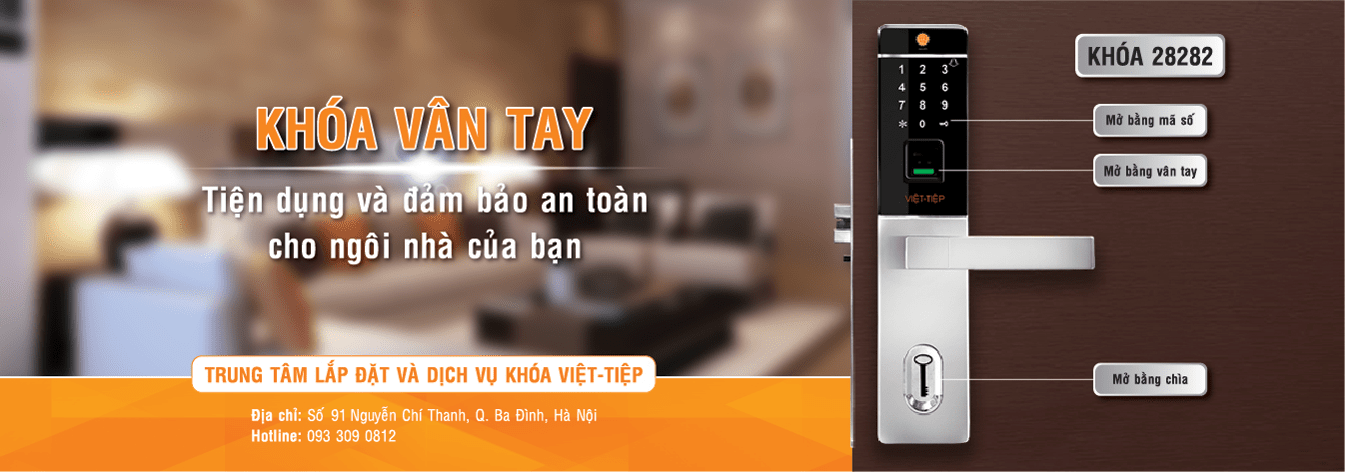 KHÓA VÂN TAY
Tiện dụng và đảm bảo an toàn
cho ngôi nhà của bạn
TRUNG TÂM LẮP ĐẶT VÀ DỊCH VỤ KHÓA VIỆT-TIỆP
Địa chỉ: Số 91 Nguyễn Chí Thanh, Q. Ba Đình, Hà Nội
Hotline: 093 309 0812
KHÓA 28282
1 2 3
4 5 6
7 8 9
* 0
Mở bằng mã số
Mở bằng vân tay
VIỆT-TIỆP
Mở bằng chìa